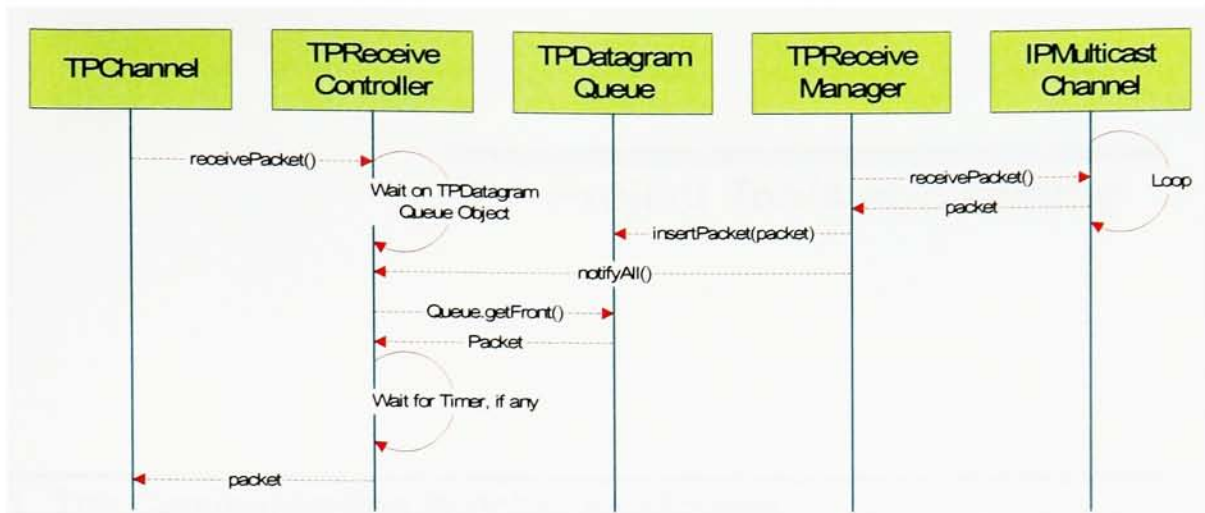 TPChannel
TPReceive
Controller
TPDatagram
Queue
TPReceive
Manager
IPMulticast
Channel
receivePacket()
Wait on TPDatagram
Queue Object
receivePacket()
Loop
packet
insertPacket(packet)
notifyAll()
Queue.getFront()
Packet
Wait for Timer, if any
packet